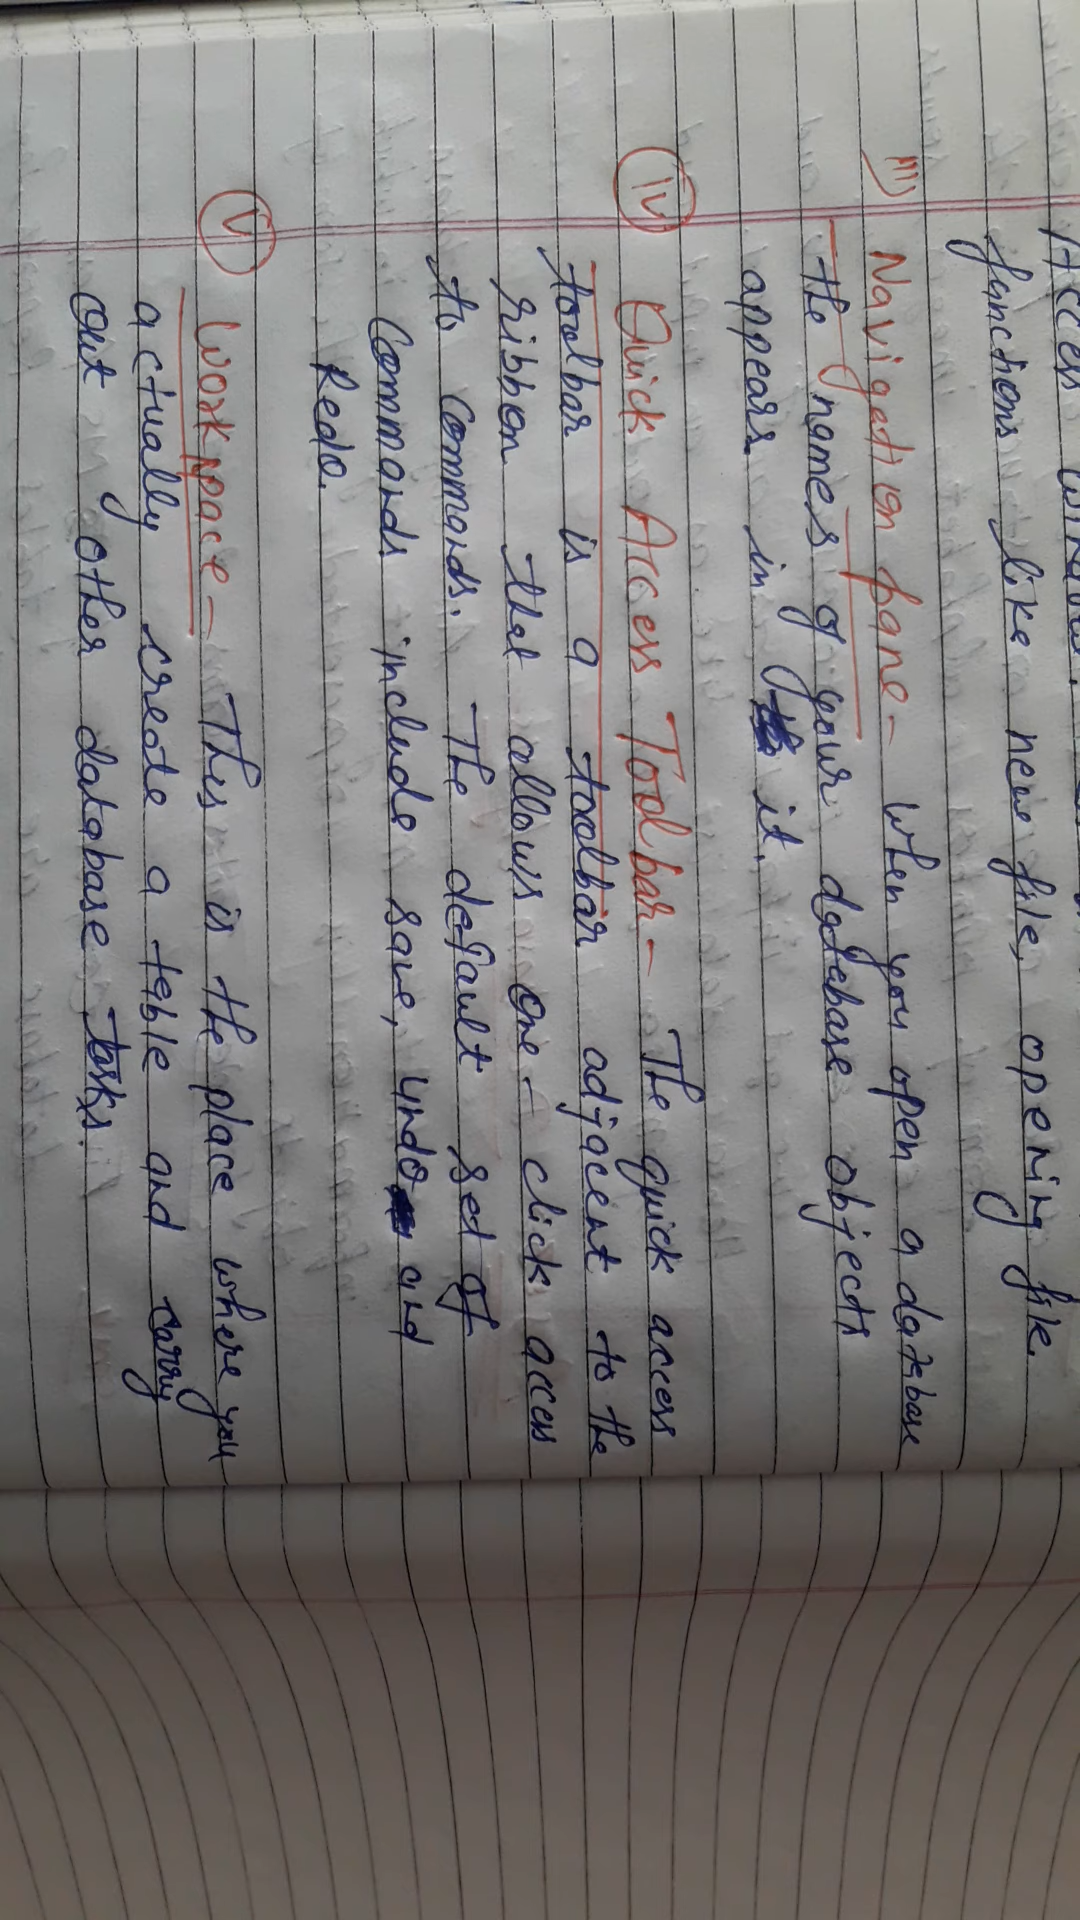 Access window.
functions like new file, opening file.
iii) Navigation pane - When you open a database
the names of your database objects
appears in it.
iv Quick Access Toolbar - The quick access
toolbar is a toolbar adjacent to the
ribbon that allows one - click access
to commands. The default set of
Commands include save, undo and
Redo.
v Workspace - This is the place where you
actually create a table and carry
out other database Tasks.